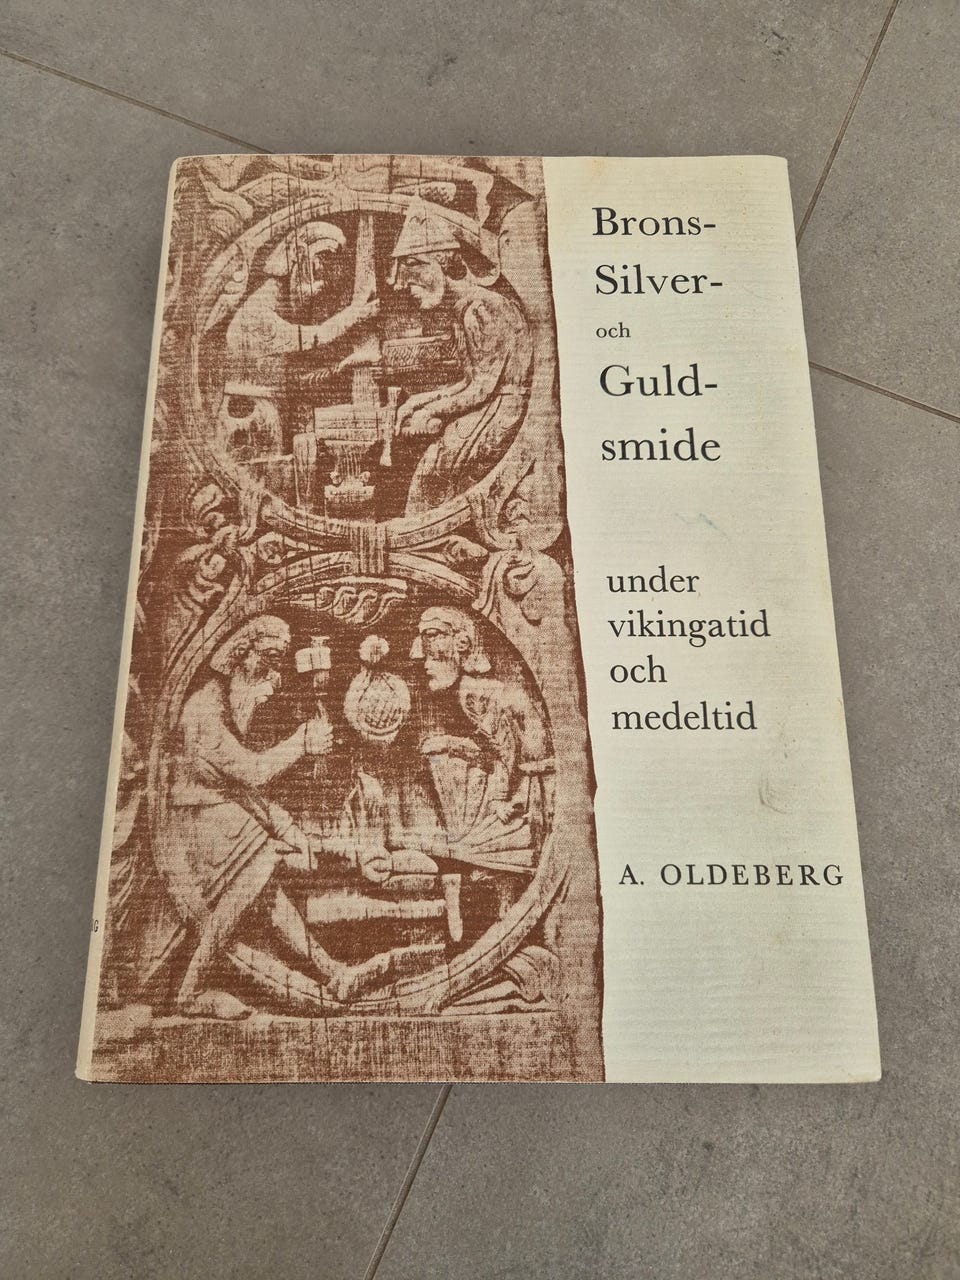 Brons-
Silver-
och
Guld-
smide
under
vikingatid
och
medeltid
A. OLDEBERG